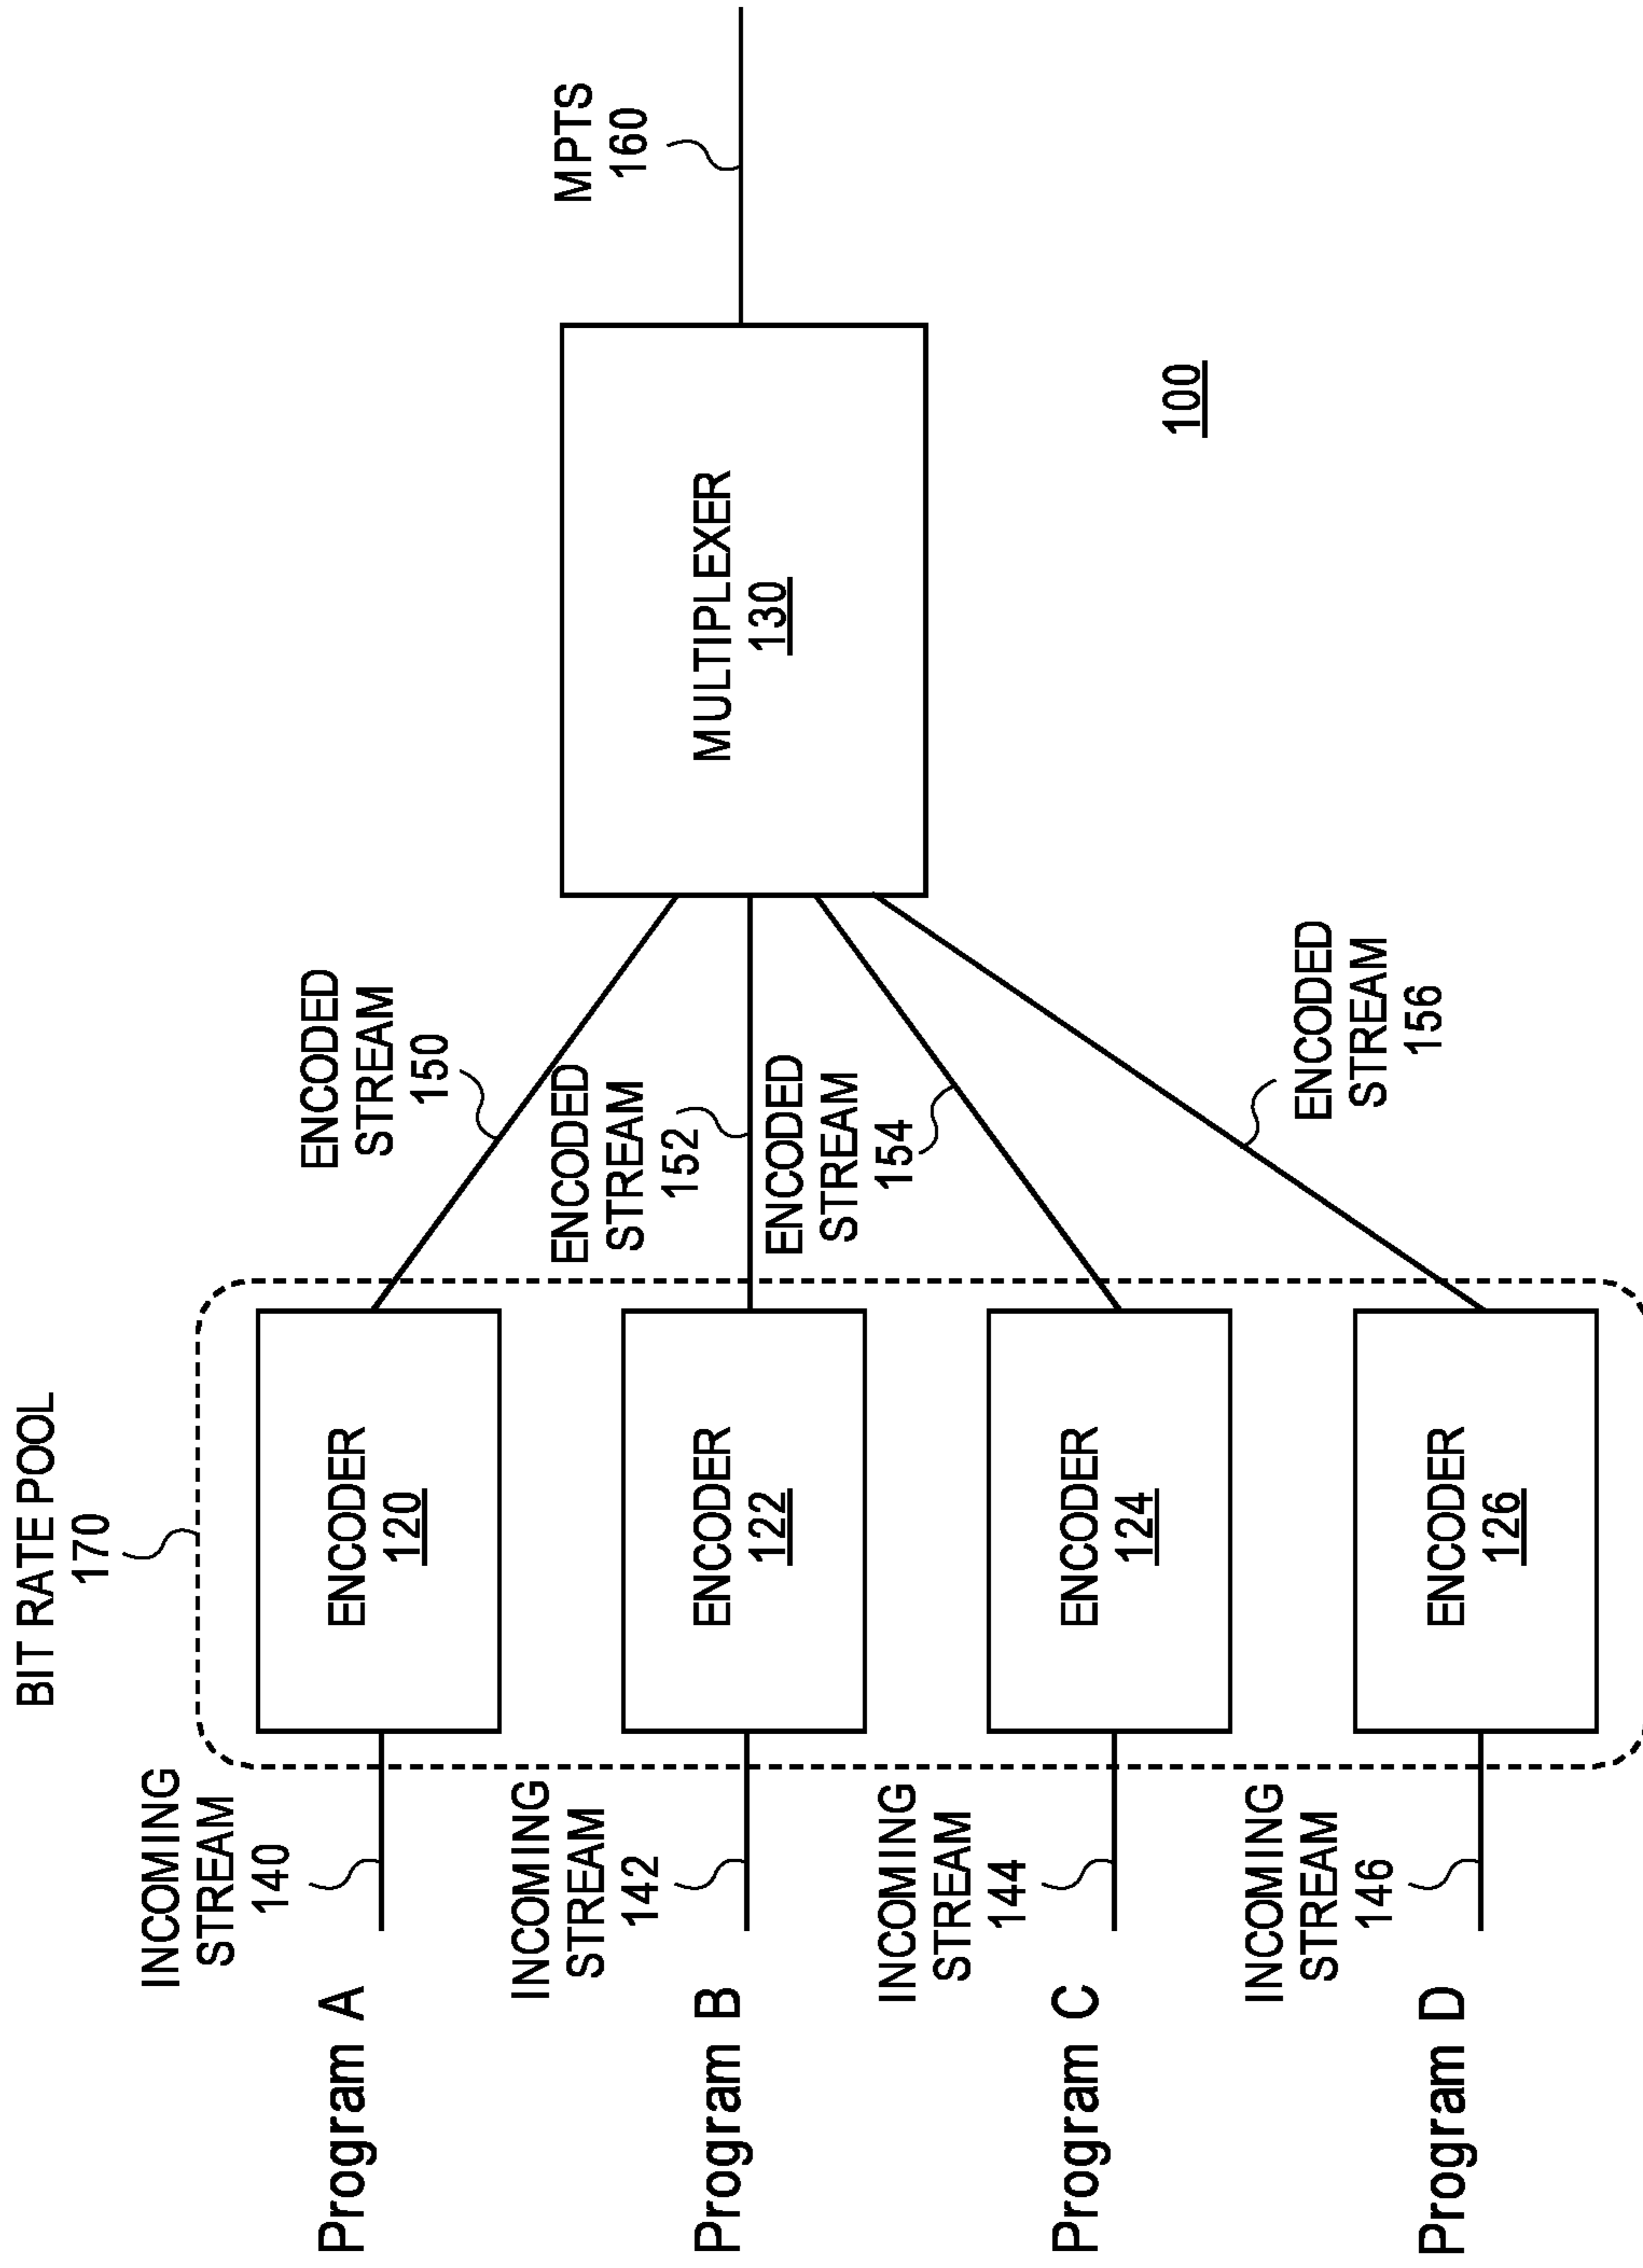 BIT RATE POOL
170
INCOMING
STREAM
140
Program A
ENCODER
120
ENCODED
STREAM
150
INCOMING
STREAM
142
Program B
ENCODER
122
ENCODED
STREAM
152
INCOMING
STREAM
144
Program C
ENCODER
124
ENCODED
STREAM
154
INCOMING
STREAM
146
Program D
ENCODER
126
ENCODED
STREAM
156
MULTIPLEXER
130
MPTS
160
100